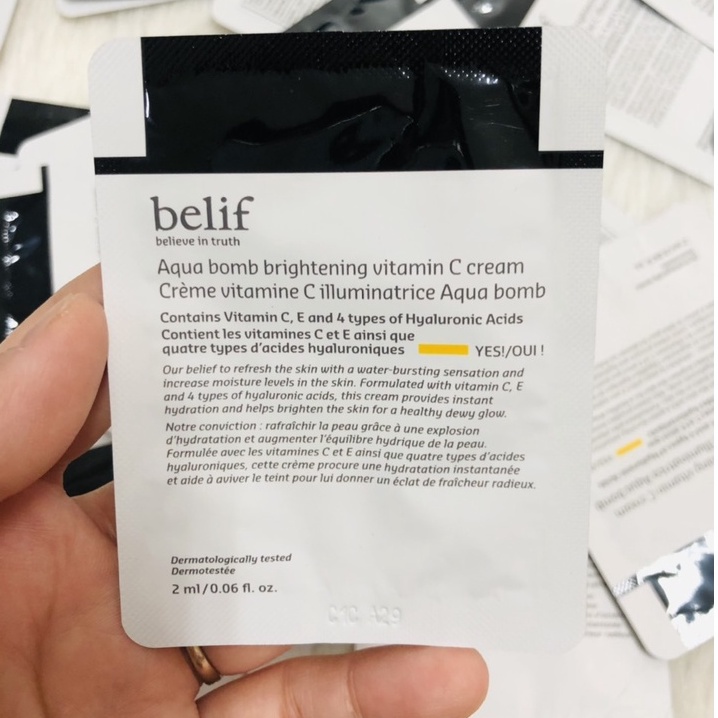 belif
believe in truth
Aqua bomb brightening vitamin C cream
Crème vitamine C illuminatrice Aqua bomb
Contains Vitamin C, E and 4 types of Hyaluronic Acids
Contient les vitamines C et E ainsi que
quatre types d'acides hyaluroniques YES!/OUI !
Our belief to refresh the skin with a water-bursting sensation and
increase moisture levels in the skin. Formulated with vitamin C, E
and 4 types of hyaluronic acids, this cream provides instant
hydration and helps brighten the skin for a healthy dewy glow.
Notre conviction : rafraîchir la peau grâce à une explosion
d'hydratation et augmenter l'équilibre hydrique de la peau.
Formulée avec les vitamines C et E ainsi que quatre types d'acides
hyaluroniques, cette crème procure une hydratation instantanée
et aide à aviver le teint pour lui donner un éclat de fraîcheur radieux.
Dermatologically tested
Dermotestée
2 ml/0.06 fl. oz.